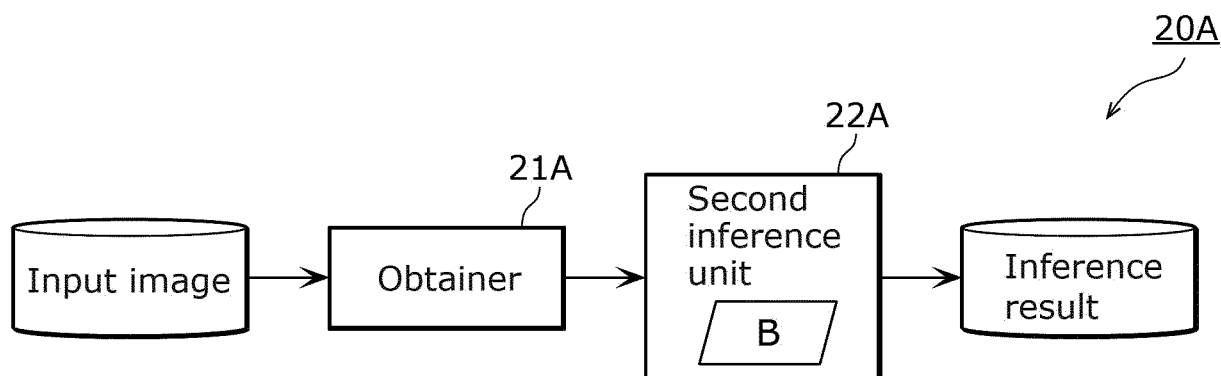 20A
22A
21A
Input image
Obtainer
Second
inference
unit
B
Inference
result